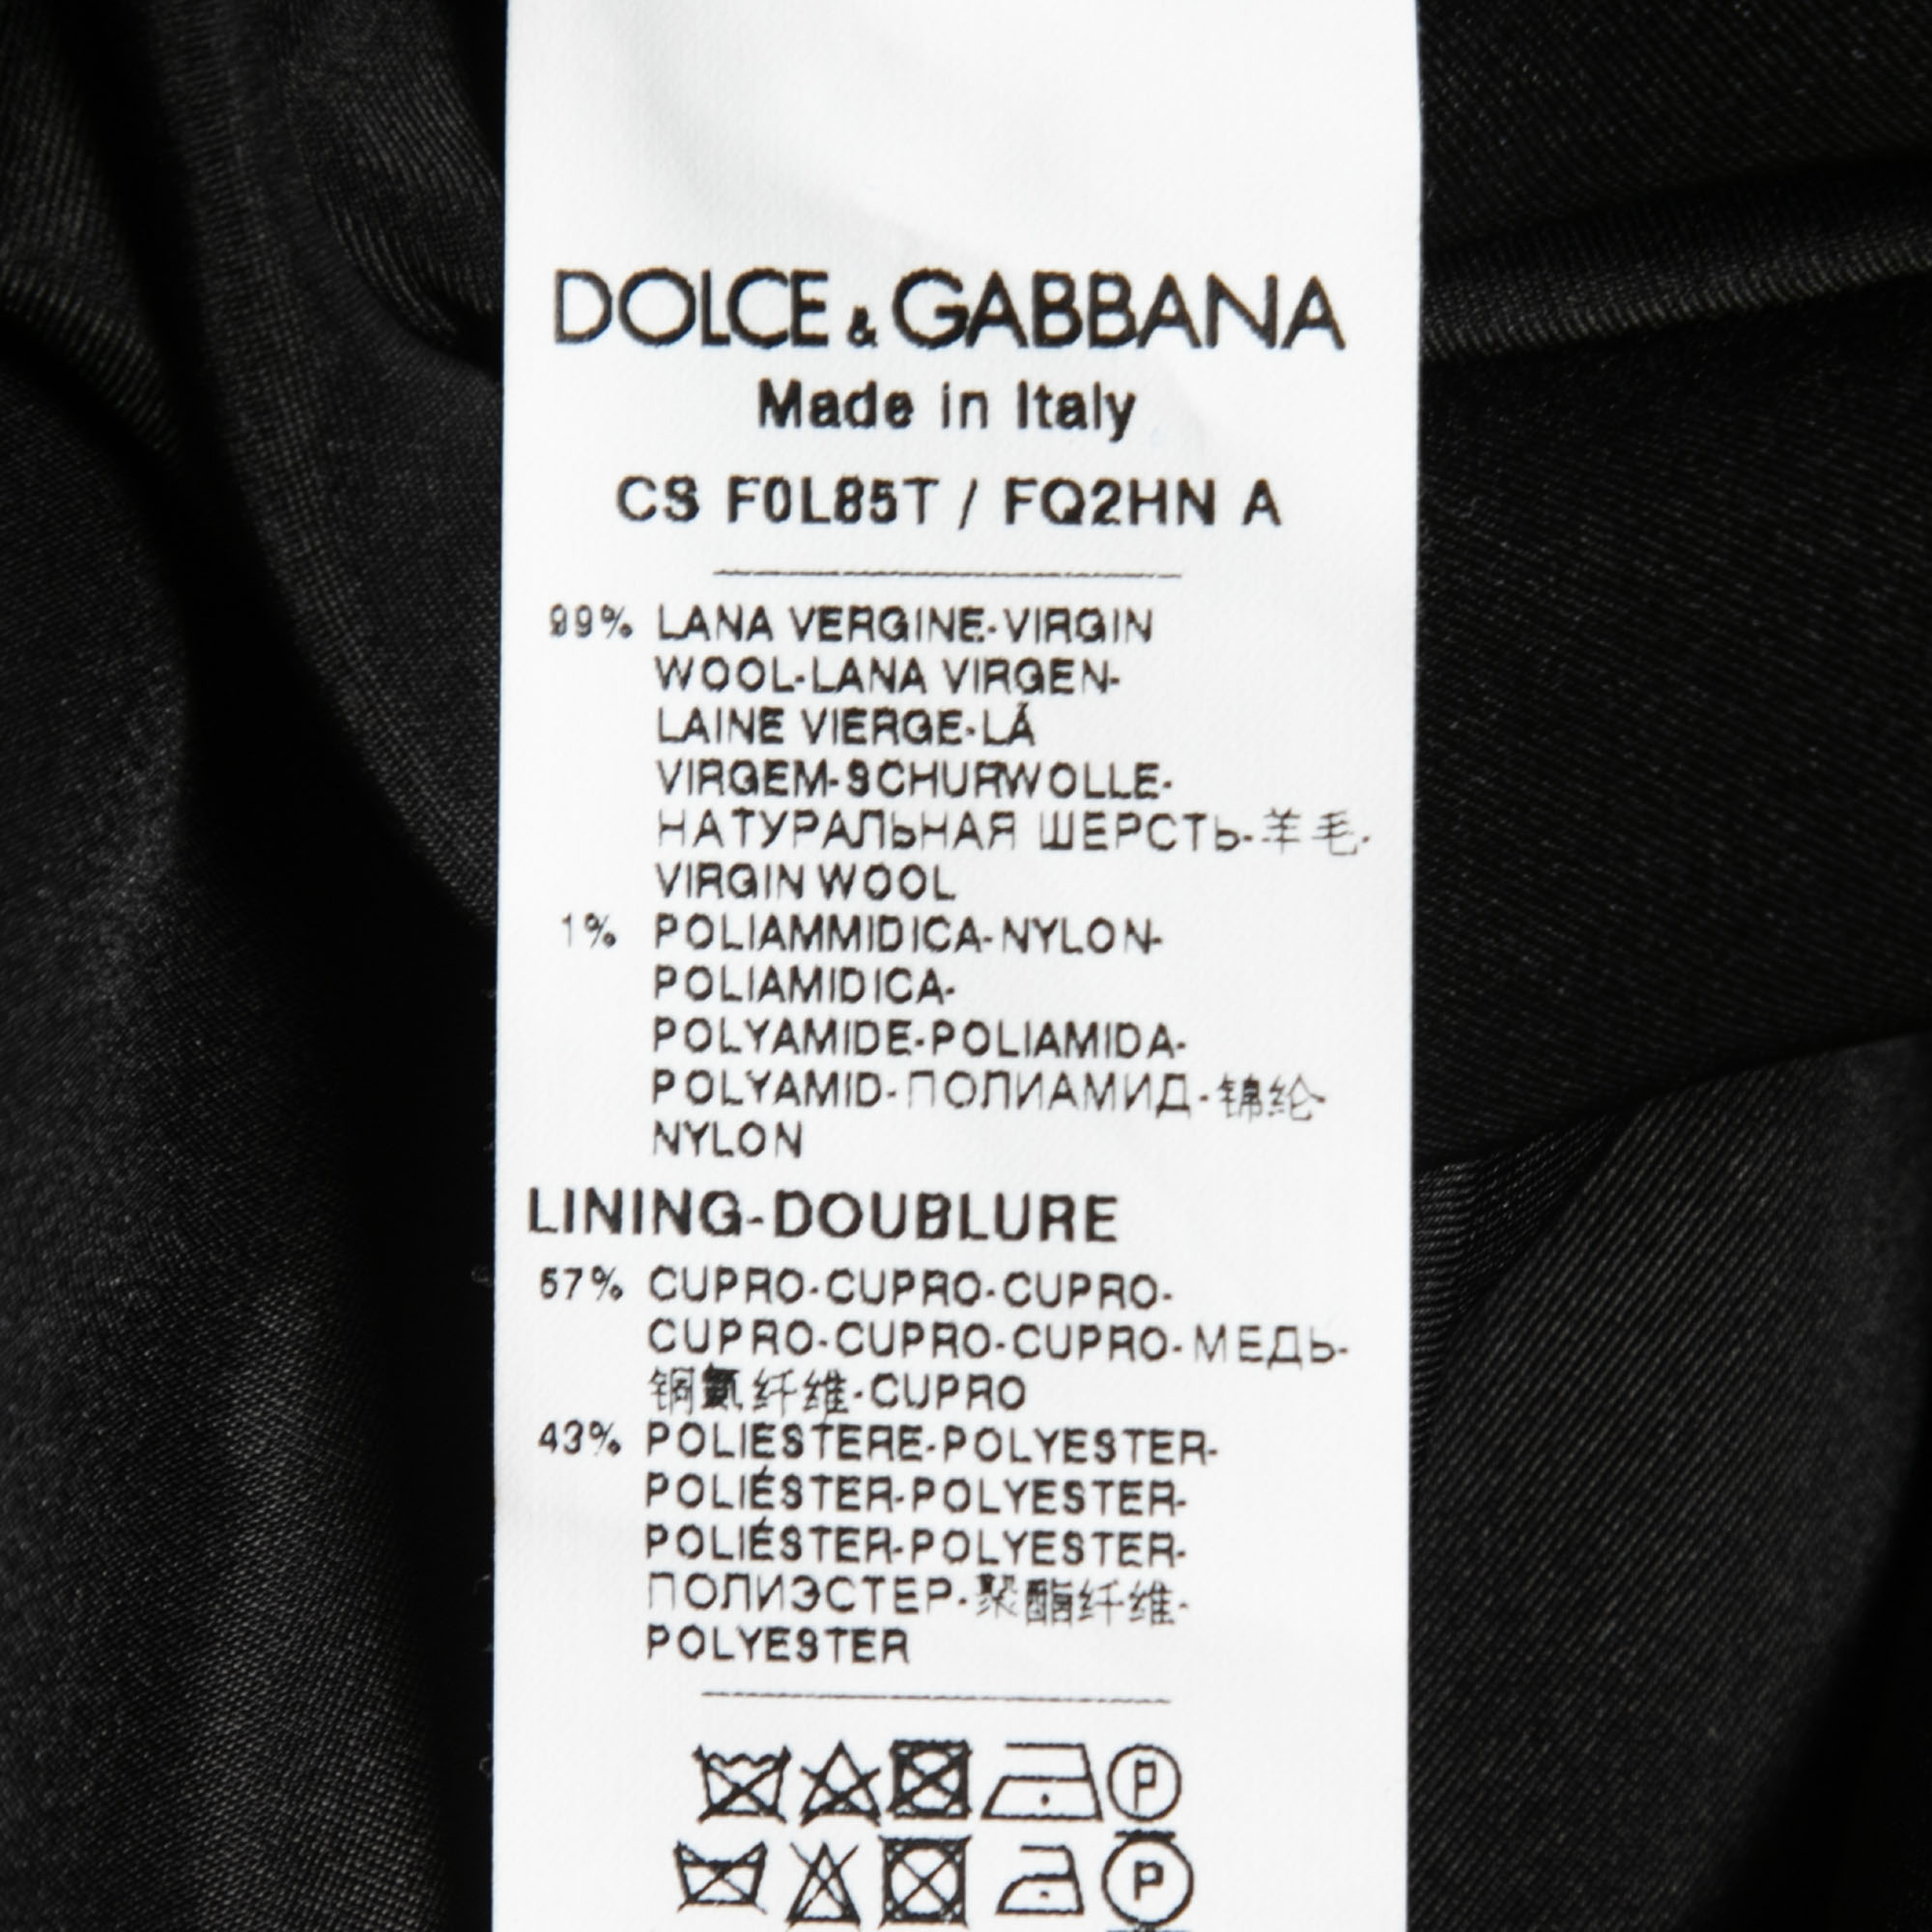 DOLCE & GABBANA
Made in Italy
CS F0L85T / FQ2HN A
99% LANA VERGINE-VIRGIN
WOOL-LANA VIRGEN-
LAINE VIERGE-LÃ
VIRGEM-SCHURWOLLE-
НАТУРАЛЬНАЯ ШЕРСТЬ-羊毛-
VIRGIN WOOL
1% POLIAMMIDICA-NYLON-
POLIAMIDICA-
POLYAMIDE-POLIAMIDA-
POLYAMID-ПОЛИАМИД-锦纶-
NYLON
LINING-DOUBLURE
57% CUPRO-CUPRO-CUPRO-
CUPRO-CUPRO-CUPRO-МЕДЬ-
铜氨纤维-CUPRO
43% POLIESTERE-POLYESTER-
POLIÉSTER-POLYESTER-
POLIÉSTER-POLYESTER-
ПОЛИЭСТЕР-聚酯纤维-
POLYESTER
P
P